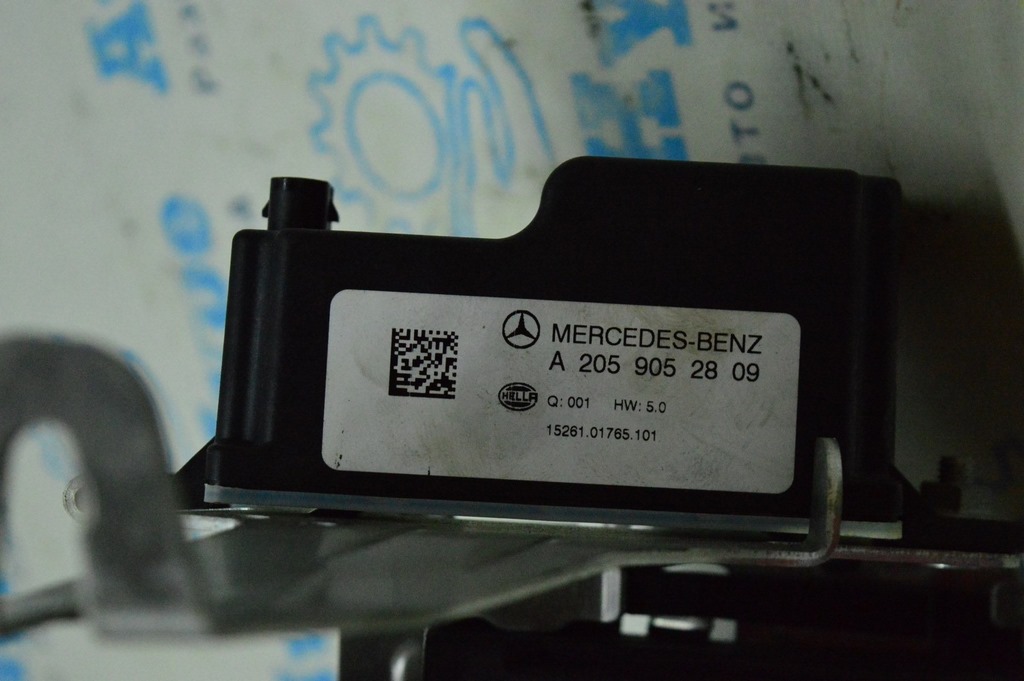 MERCEDES-BENZ
A 205 905 28 09
HELLA
Q: 001 HW: 5.0
15261.01765.101